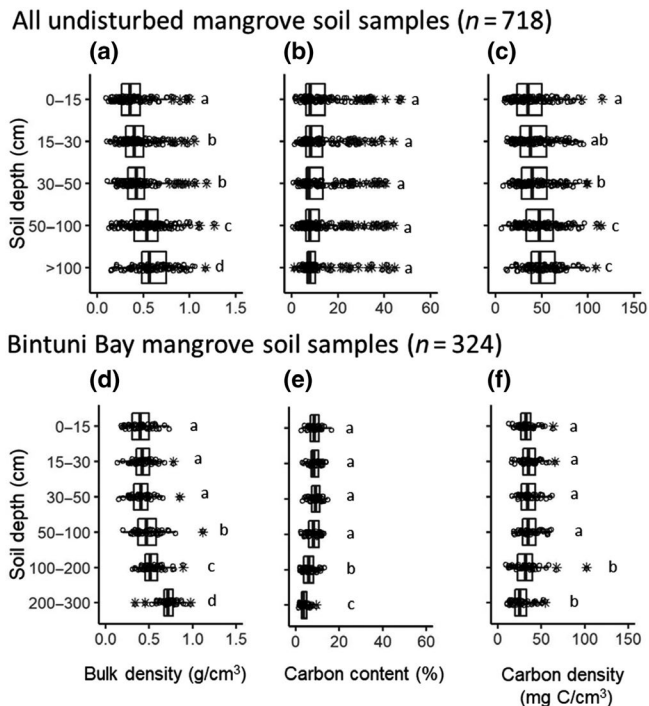 All undisturbed mangrove soil samples (n = 718)
(a) (b) (c)
Soil depth (cm)
0–15 a a a
15–30 b a ab
30–50 b a b
50–100 c a c
>100 d a c
0.0 0.5 1.0 1.5 0 20 40 60 0 50 100 150
Bintuni Bay mangrove soil samples (n = 324)
(d) (e) (f)
Soil depth (cm)
0–15 a a a
15–30 a a a
30–50 a a a
50–100 b a a
100–200 c b b
200–300 d c b
0.0 0.5 1.0 1.5 0 20 40 60 0 50 100 150
Bulk density (g/cm³) Carbon content (%) Carbon density
(mg C/cm³)